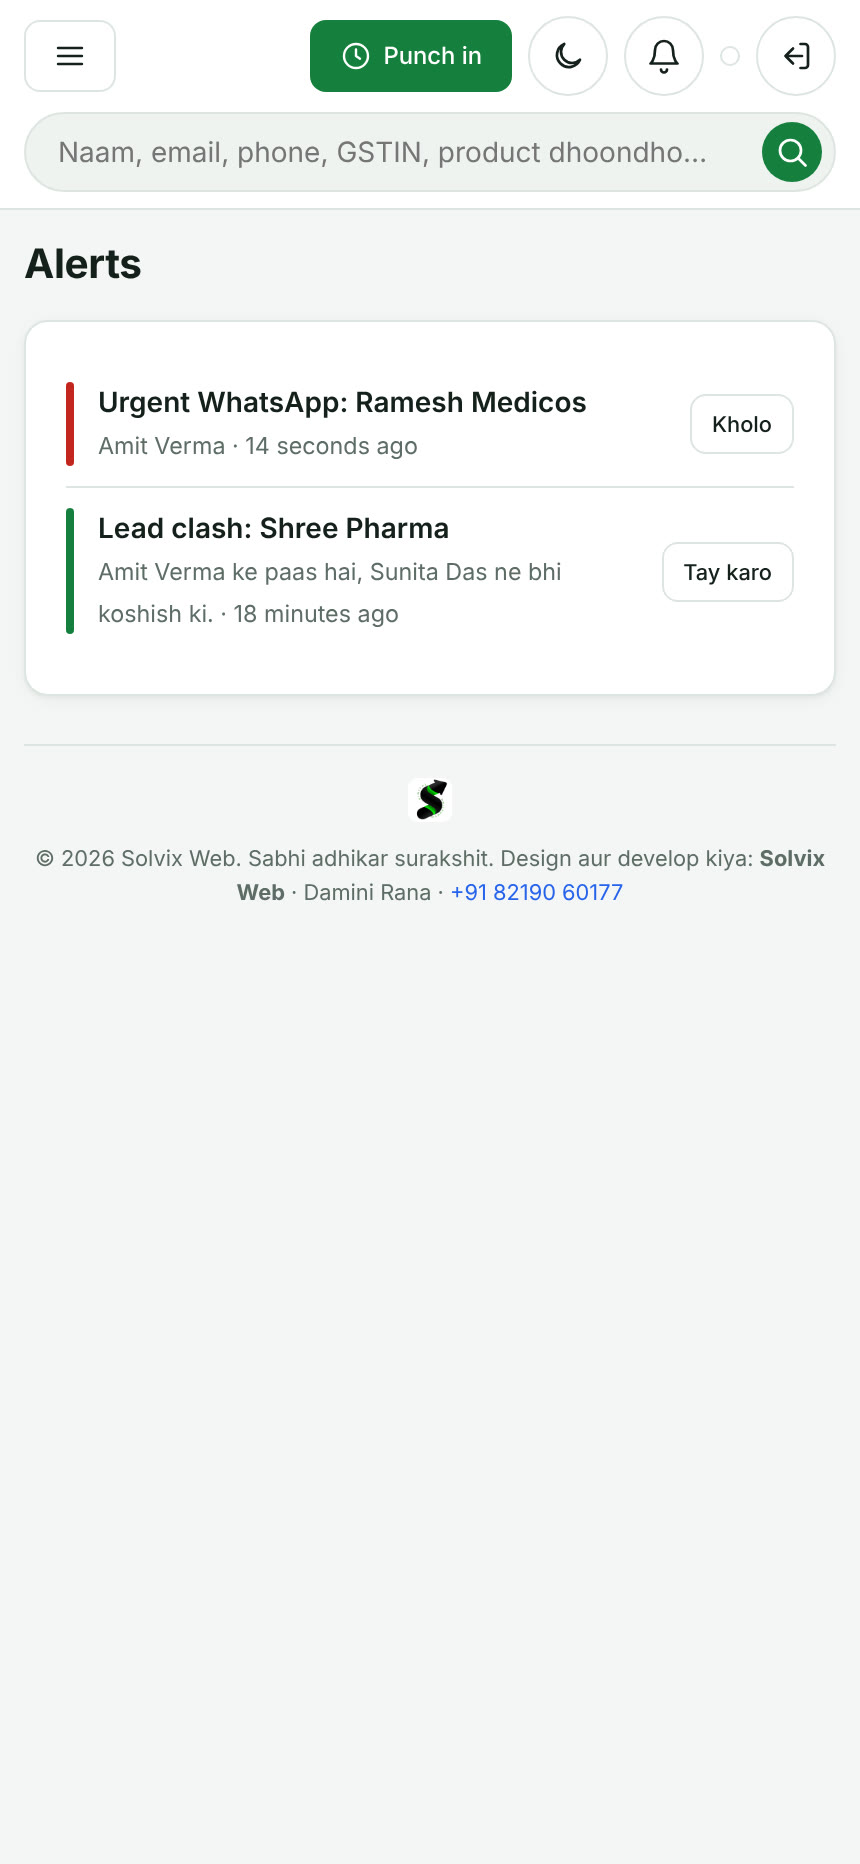 Punch in
Naam, email, phone, GSTIN, product dhoondho...
Alerts
Urgent WhatsApp: Ramesh Medicos
Amit Verma · 14 seconds ago
Kholo
Lead clash: Shree Pharma
Amit Verma ke paas hai, Sunita Das ne bhi
koshish ki. · 18 minutes ago
Tay karo
© 2026 Solvix Web. Sabhi adhikar surakshit. Design aur develop kiya: Solvix
Web · Damini Rana · +91 82190 60177